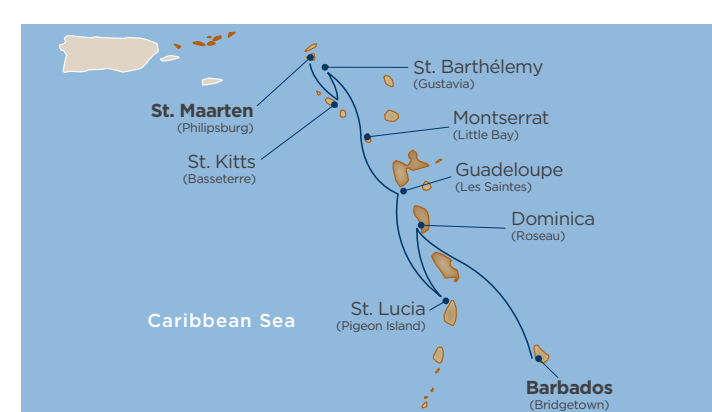 St. Barthélemy
(Gustavia)
St. Maarten
(Philipsburg)
Montserrat
(Little Bay)
St. Kitts
(Basseterre)
Guadeloupe
(Les Saintes)
Dominica
(Roseau)
St. Lucia
(Pigeon Island)
Caribbean Sea
Barbados
(Bridgetown)